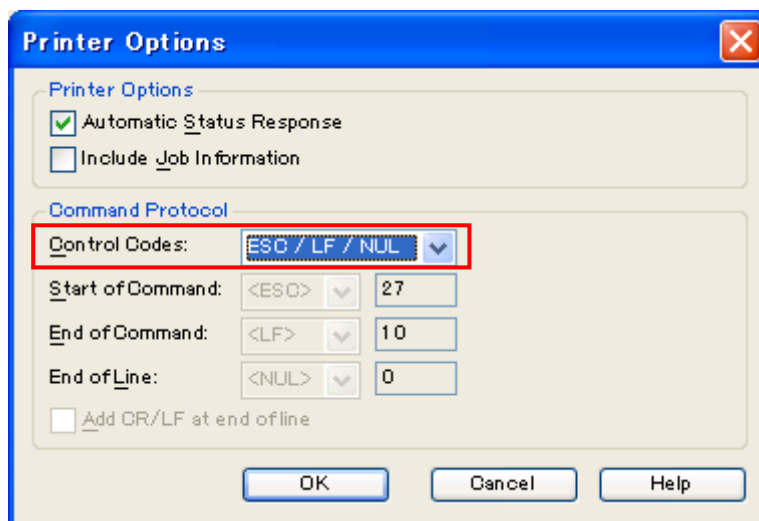 Printer Options
Printer Options
Automatic Status Response
Include Job Information
Command Protocol
Control Codes: ESC / LF / NUL
Start of Command: <ESC> 27
End of Command: <LF> 10
End of Line: <NUL> 0
Add CR/LF at end of line
OK Cancel Help